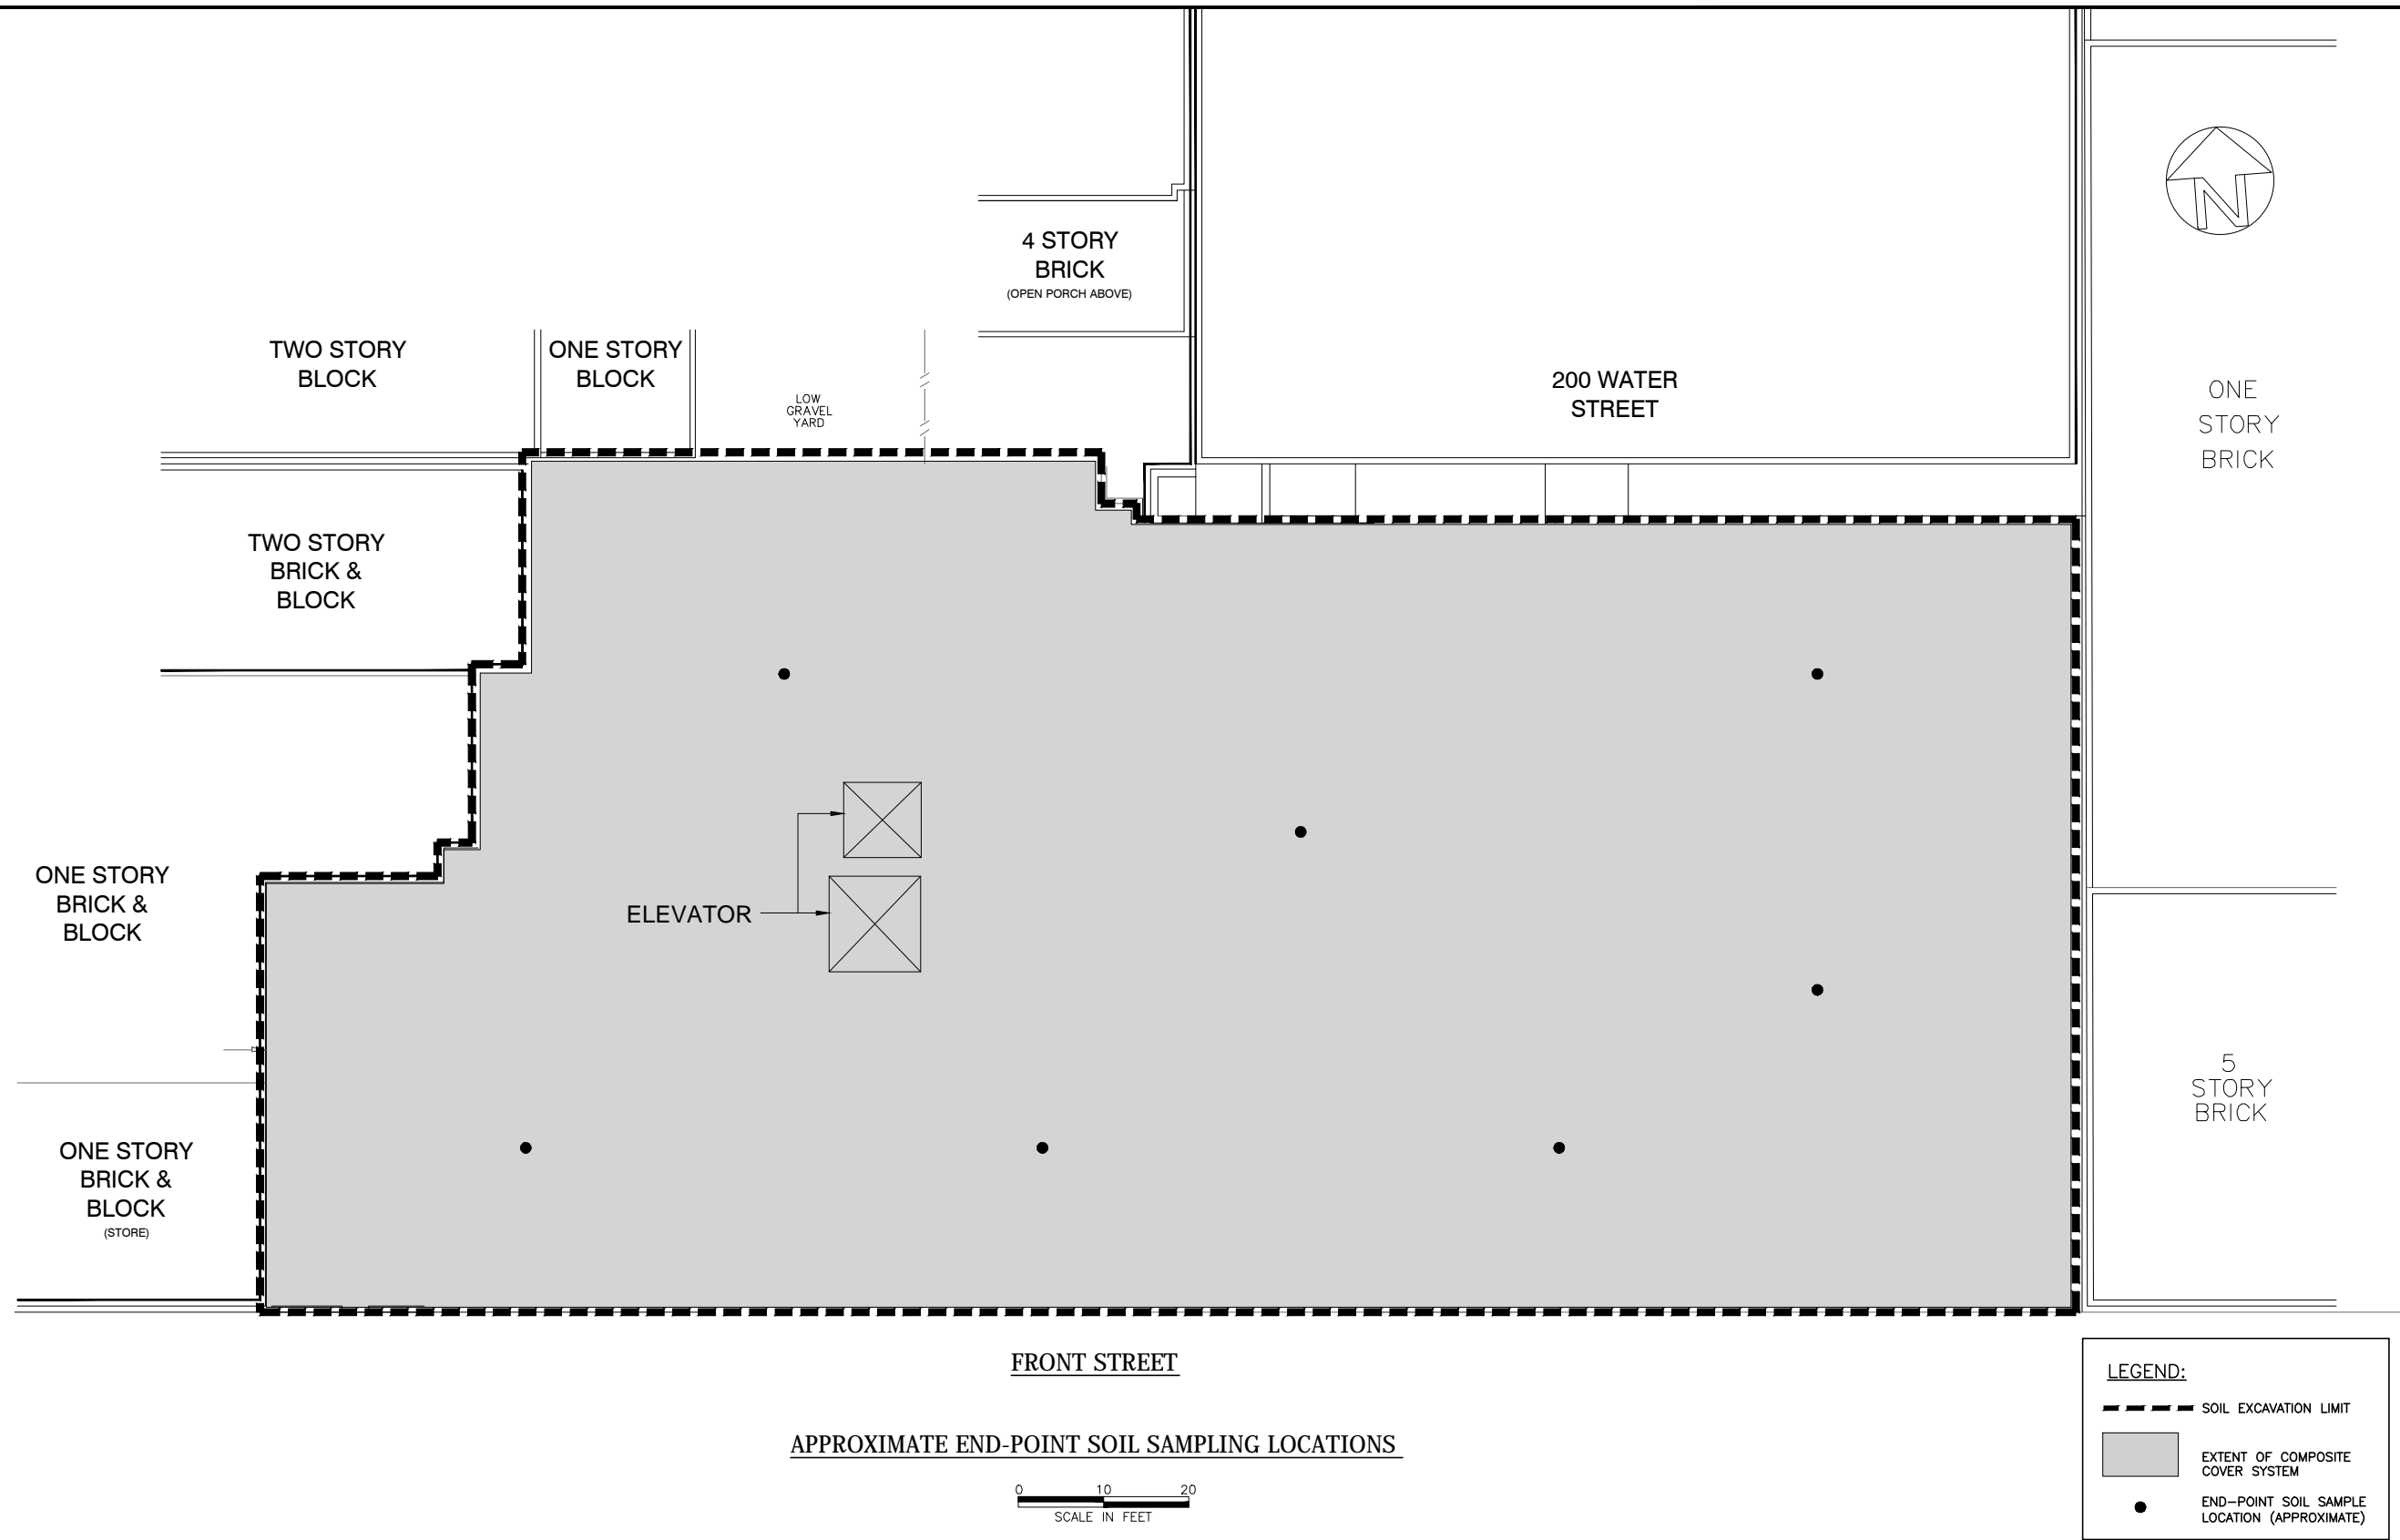 4 STORY
BRICK
(OPEN PORCH ABOVE)
TWO STORY
BLOCK
ONE STORY
BLOCK
LOW
GRAVEL
YARD
200 WATER
STREET
N
ONE
STORY
BRICK
TWO STORY
BRICK &
BLOCK
ONE STORY
BRICK &
BLOCK
ELEVATOR
ONE STORY
BRICK &
BLOCK
(STORE)
5
STORY
BRICK
FRONT STREET
APPROXIMATE END-POINT SOIL SAMPLING LOCATIONS
0 10 20
SCALE IN FEET
LEGEND:
SOIL EXCAVATION LIMIT
EXTENT OF COMPOSITE
COVER SYSTEM
END-POINT SOIL SAMPLE
LOCATION (APPROXIMATE)